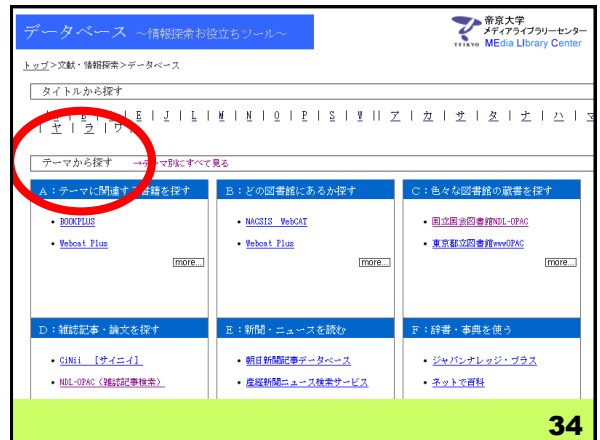 データベース ～情報探索お役立ちツール～
帝京大学
メディアライブラリーセンター
TEIKYO MEdia LIbrary Center
トップ>文献・情報探索>データベース
タイトルから探す
| E | J | L | M | N | O | P | S | Y || ア | カ | サ | タ | ナ | ハ | マ
| ヤ | ラ | ワ
テーマから探す →テーマ別にすべて見る
A：テーマに関連する書籍を探す
• BOOKPLUS
• Webcat Plus
more...
B：どの図書館にあるか探す
• NACSIS WebCAT
• Webcat Plus
more...
C：色々な図書館の蔵書を探す
• 国立国会図書館NDL-OPAC
• 東京都立図書館wwwOPAC
more...
D：雑誌記事・論文を探す
• CiNii [サイニイ]
• NDL-OPAC（雑誌記事検索）
E：新聞・ニュースを読む
• 朝日新聞記事データベース
• 産経新聞ニュース検索サービス
F：辞書・事典を使う
• ジャパンナレッジ・プラス
• ネットで百科
34